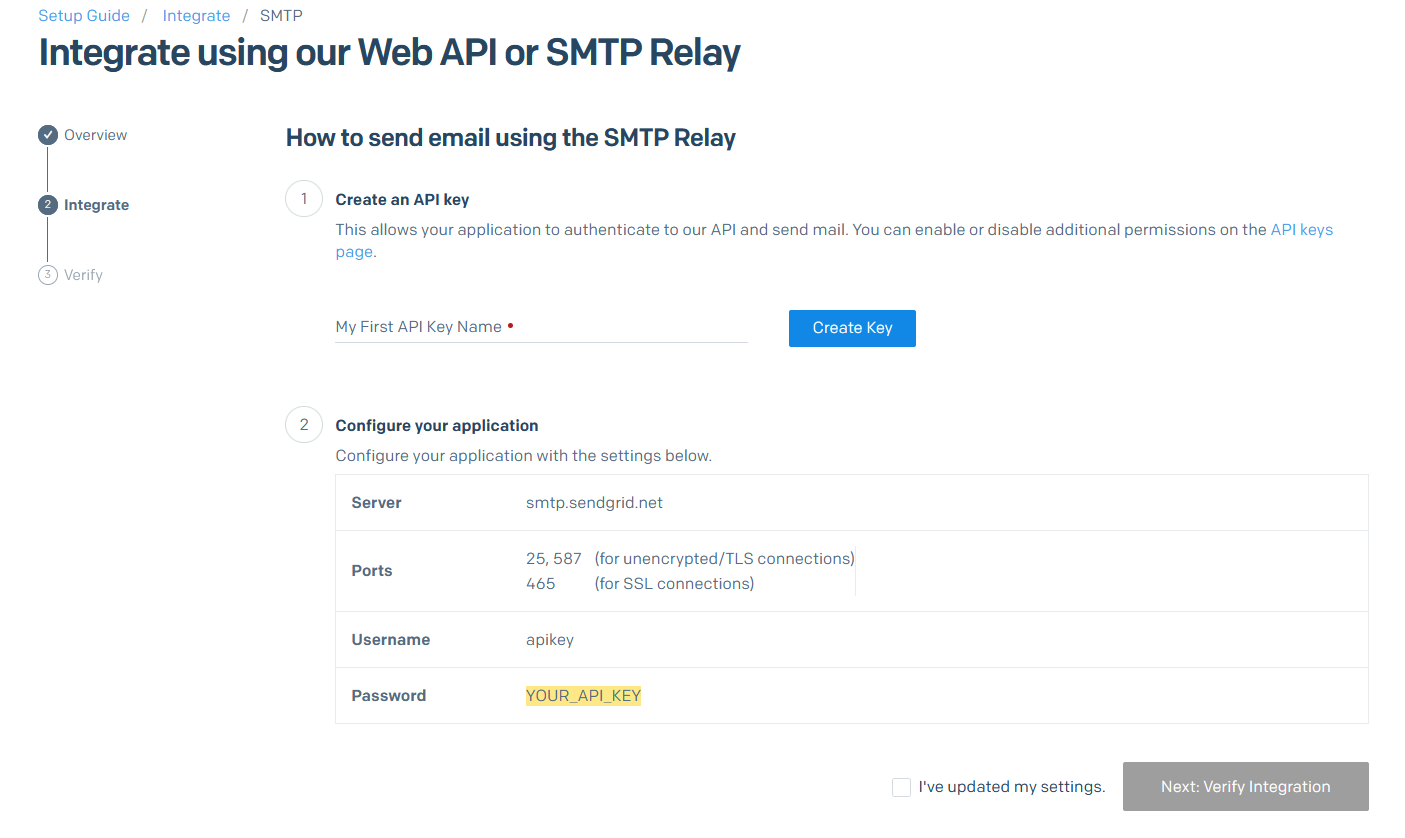 Setup Guide / Integrate / SMTP
Integrate using our Web API or SMTP Relay
Overview
2 Integrate
3 Verify
How to send email using the SMTP Relay
1 Create an API key
This allows your application to authenticate to our API and send mail. You can enable or disable additional permissions on the API keys
page.
My First API Key Name •
Create Key
2 Configure your application
Configure your application with the settings below.
Server smtp.sendgrid.net
Ports
25, 587 (for unencrypted/TLS connections)
465 (for SSL connections)
Username apikey
Password YOUR_API_KEY
I've updated my settings.
Next: Verify Integration